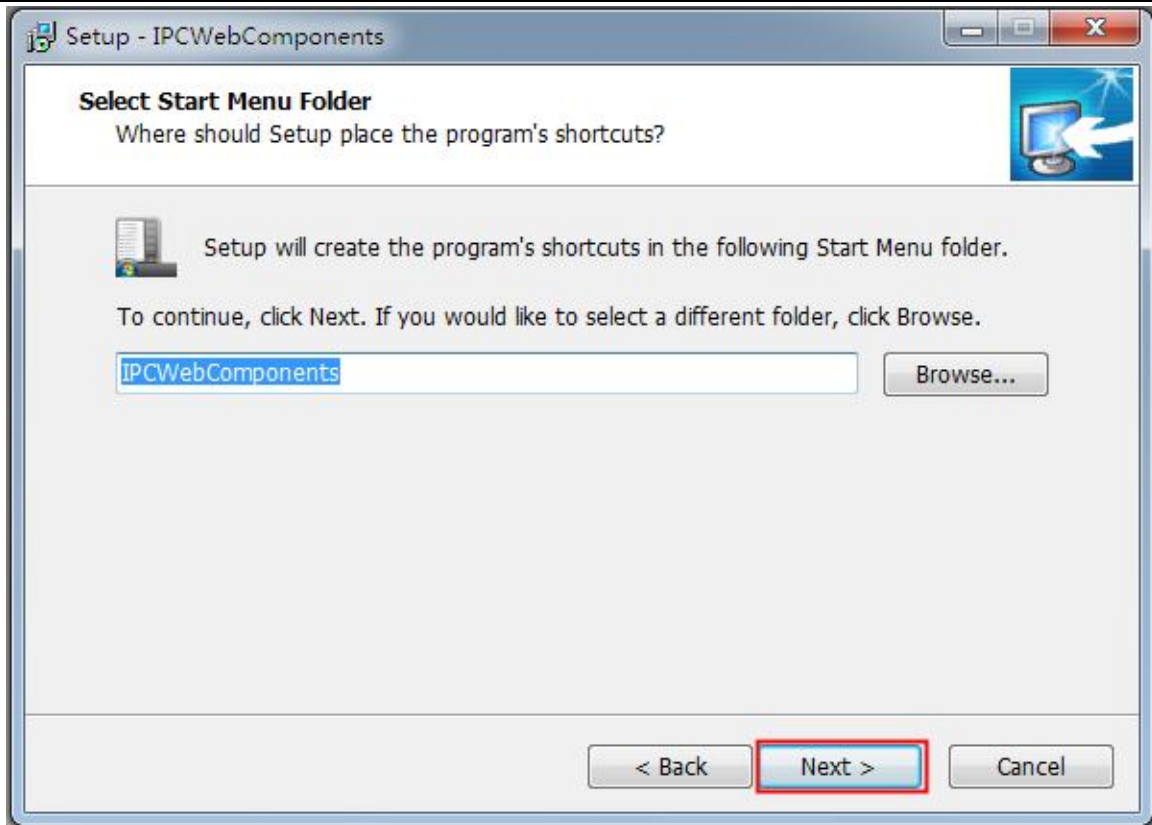 Setup - IPCWebComponents
Select Start Menu Folder
Where should Setup place the program's shortcuts?
Setup will create the program's shortcuts in the following Start Menu folder.
To continue, click Next. If you would like to select a different folder, click Browse.
IPCWebComponents
Browse...
< Back
Next >
Cancel